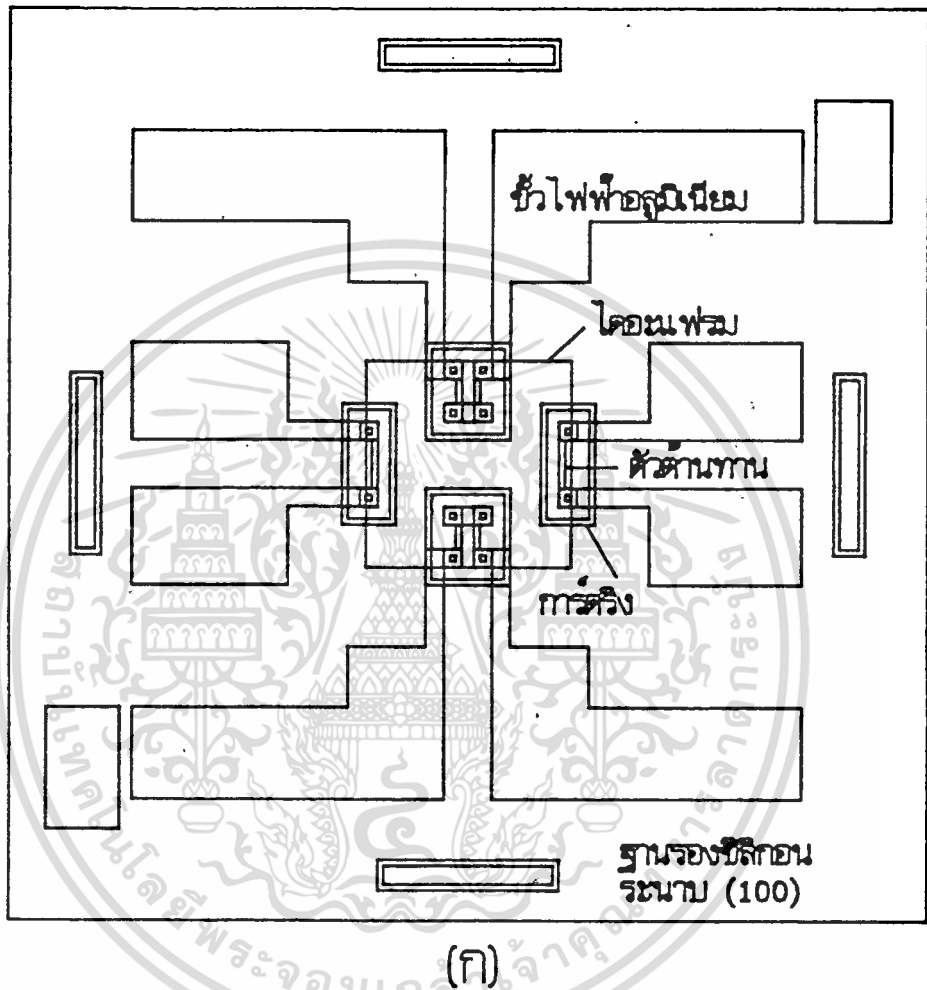 ขั้วไฟฟ้าอลูมิเนียม
ไดอะแฟรม
ตัวต้านทาน
การ์ดริง
ฐานรองซิลิกอน
ระนาบ (100)
(ก)